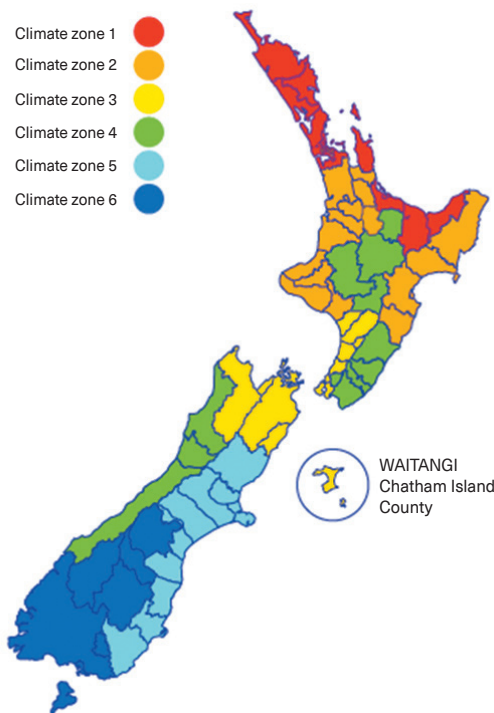 Climate zone 1
Climate zone 2
Climate zone 3
Climate zone 4
Climate zone 5
Climate zone 6
WAITANGI
Chatham Island
County